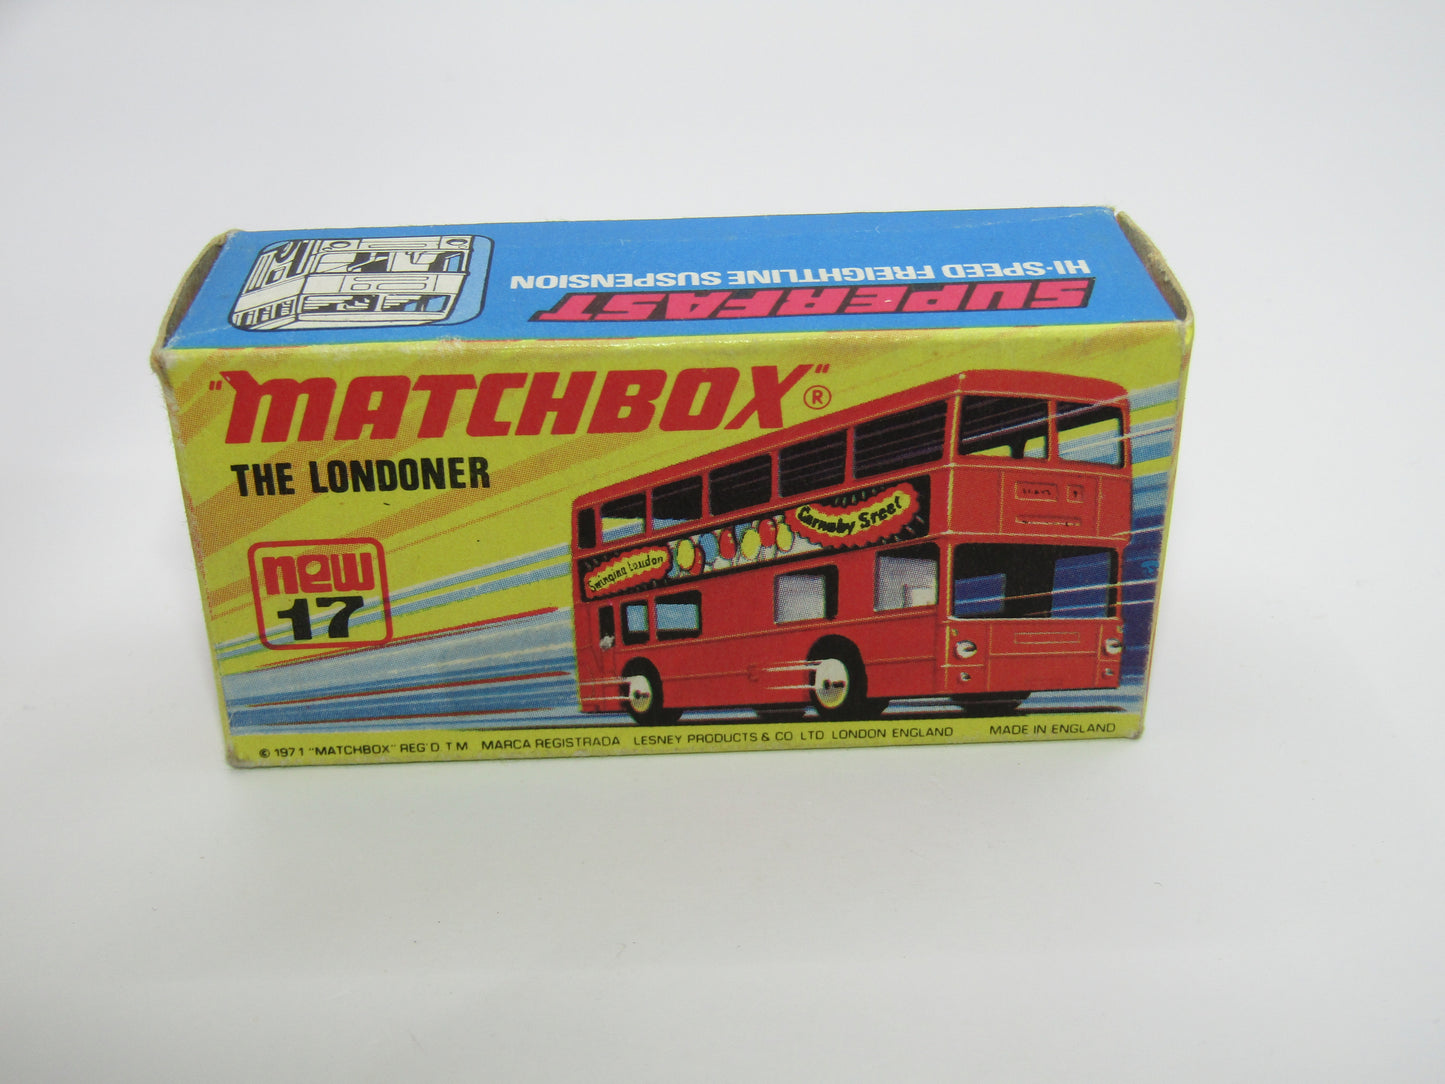 HI-SPEED FREIGHTLINE SUSPENSION
SUPERFAST
"MATCHBOX"®
THE LONDONER
new
17
Swinging London
Carnaby Sreet
© 1971 "MATCHBOX" REG'D T M MARCA REGISTRADA LESNEY PRODUCTS & CO LTD LONDON ENGLAND MADE IN ENGLAND